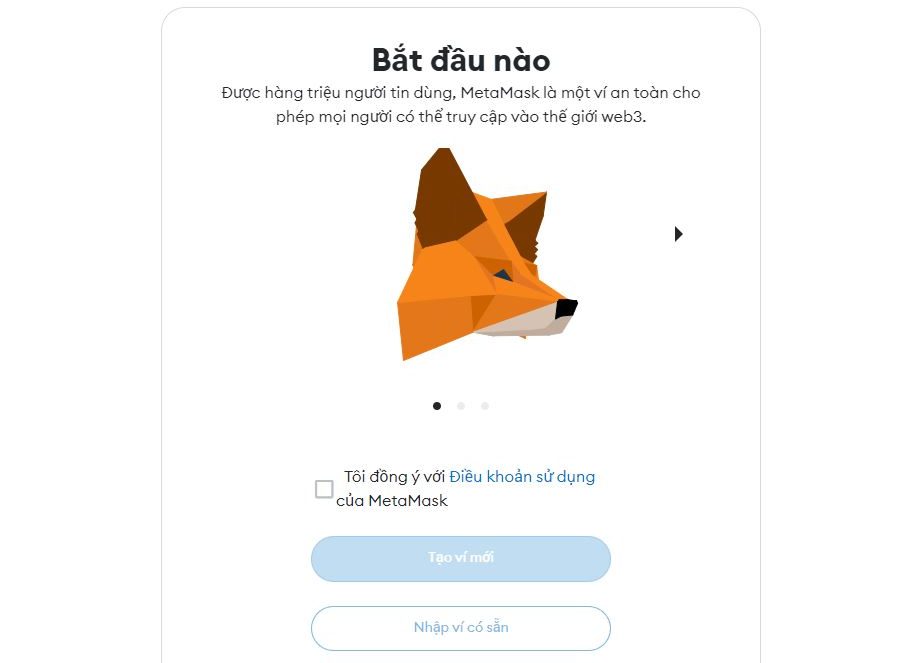 Bắt đầu nào
Được hàng triệu người tin dùng, MetaMask là một ví an toàn cho
phép mọi người có thể truy cập vào thế giới web3.
Tôi đồng ý với Điều khoản sử dụng
của MetaMask
Tạo ví mới
Nhập ví có sẵn